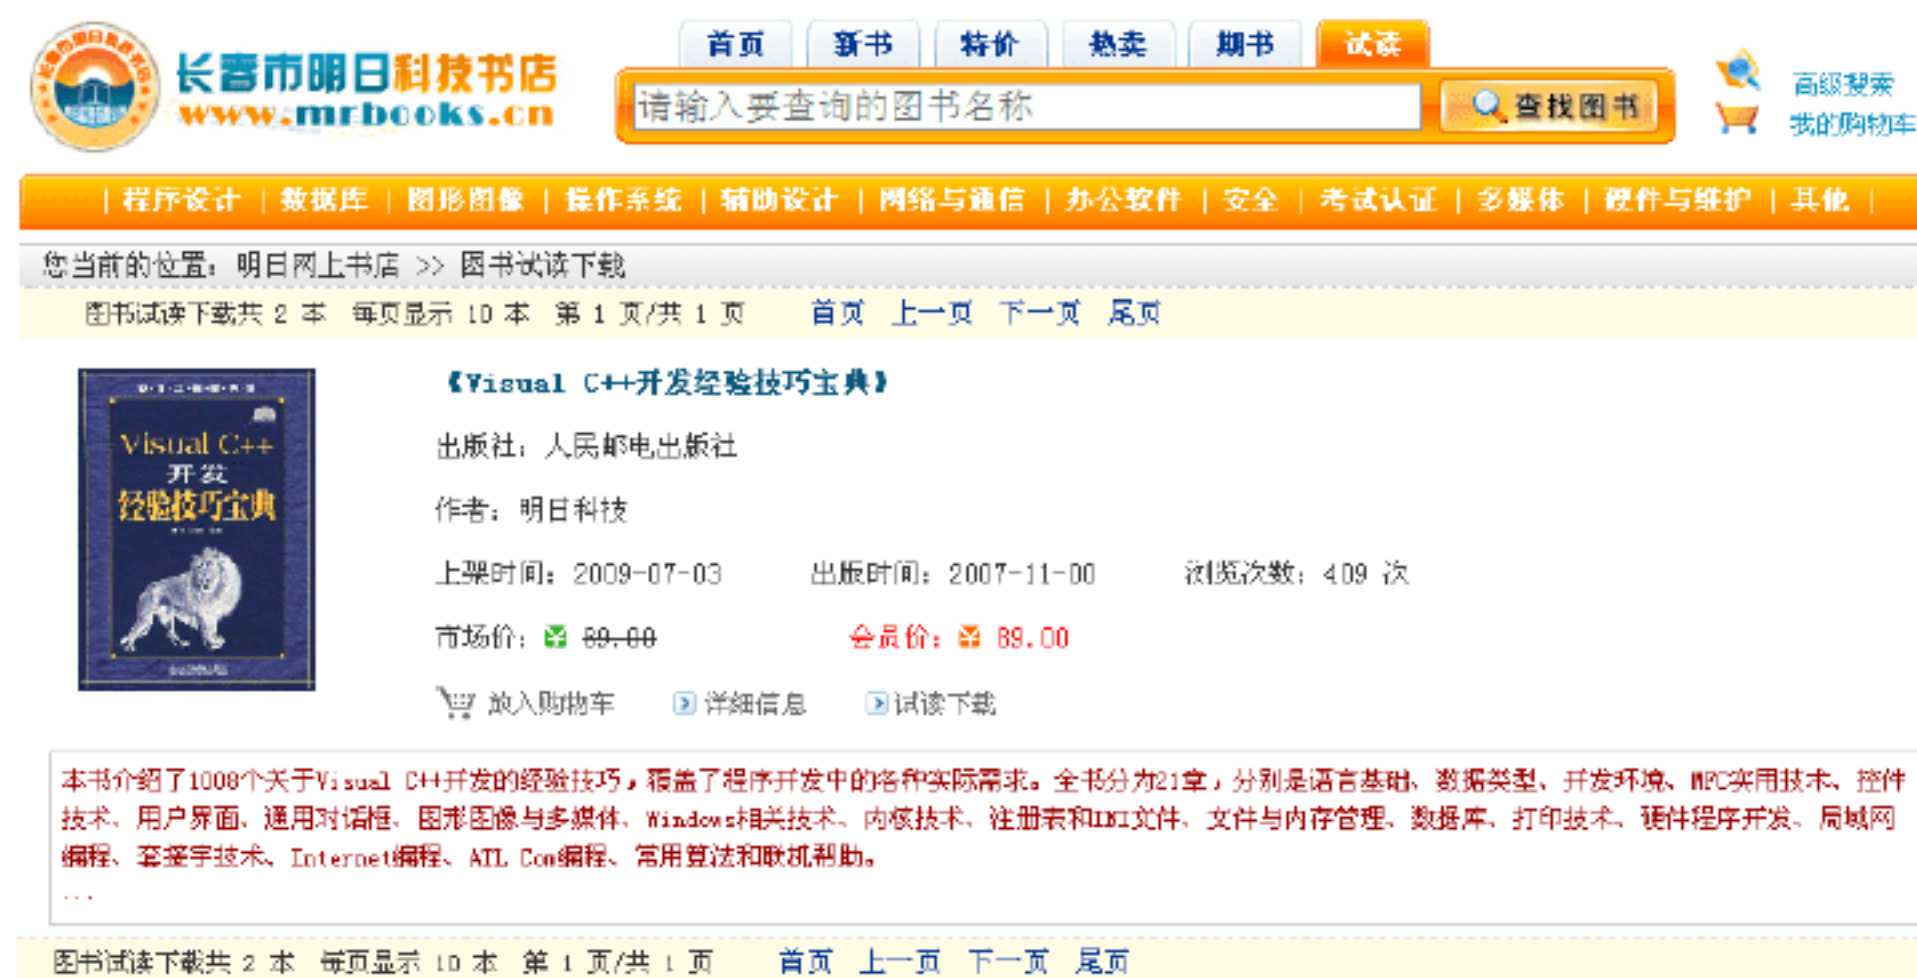 长春市明日科技书店
www.mrbooks.cn
首页 新书 特价 热卖 期书 试读
请输入要查询的图书名称
查找图书
高级搜索
我的购物车
| 程序设计 | 数据库 | 图形图像 | 操作系统 | 辅助设计 | 网络与通信 | 办公软件 | 安全 | 考试认证 | 多媒体 | 硬件与维护 | 其他 |
您当前的位置：明日网上书店 >> 图书试读下载
图书试读下载共 2 本 每页显示 10 本 第 1 页/共 1 页 首页 上一页 下一页 尾页
Visual C++
开发
经验技巧宝典
《Visual C++开发经验技巧宝典》
出版社：人民邮电出版社
作者：明日科技
上架时间：2009-07-03 出版时间：2007-11-00 浏览次数：409 次
市场价： 89.00 会员价： 89.00
放入购物车 详细信息 试读下载
本书介绍了1008个关于Visual C++开发的经验技巧，覆盖了程序开发中的各种实际需求。全书分为21章，分别是语言基础、数据类型、开发环境、MFC实用技术、控件
技术、用户界面、通用对话框、图形图像与多媒体、Windows相关技术、内核技术、注册表和INI文件、文件与内存管理、数据库、打印技术、硬件程序开发、局域网
编程、套接字技术、Internet编程、ATL Com编程、常用算法和联机帮助。
...
图书试读下载共 2 本 每页显示 10 本 第 1 页/共 1 页 首页 上一页 下一页 尾页